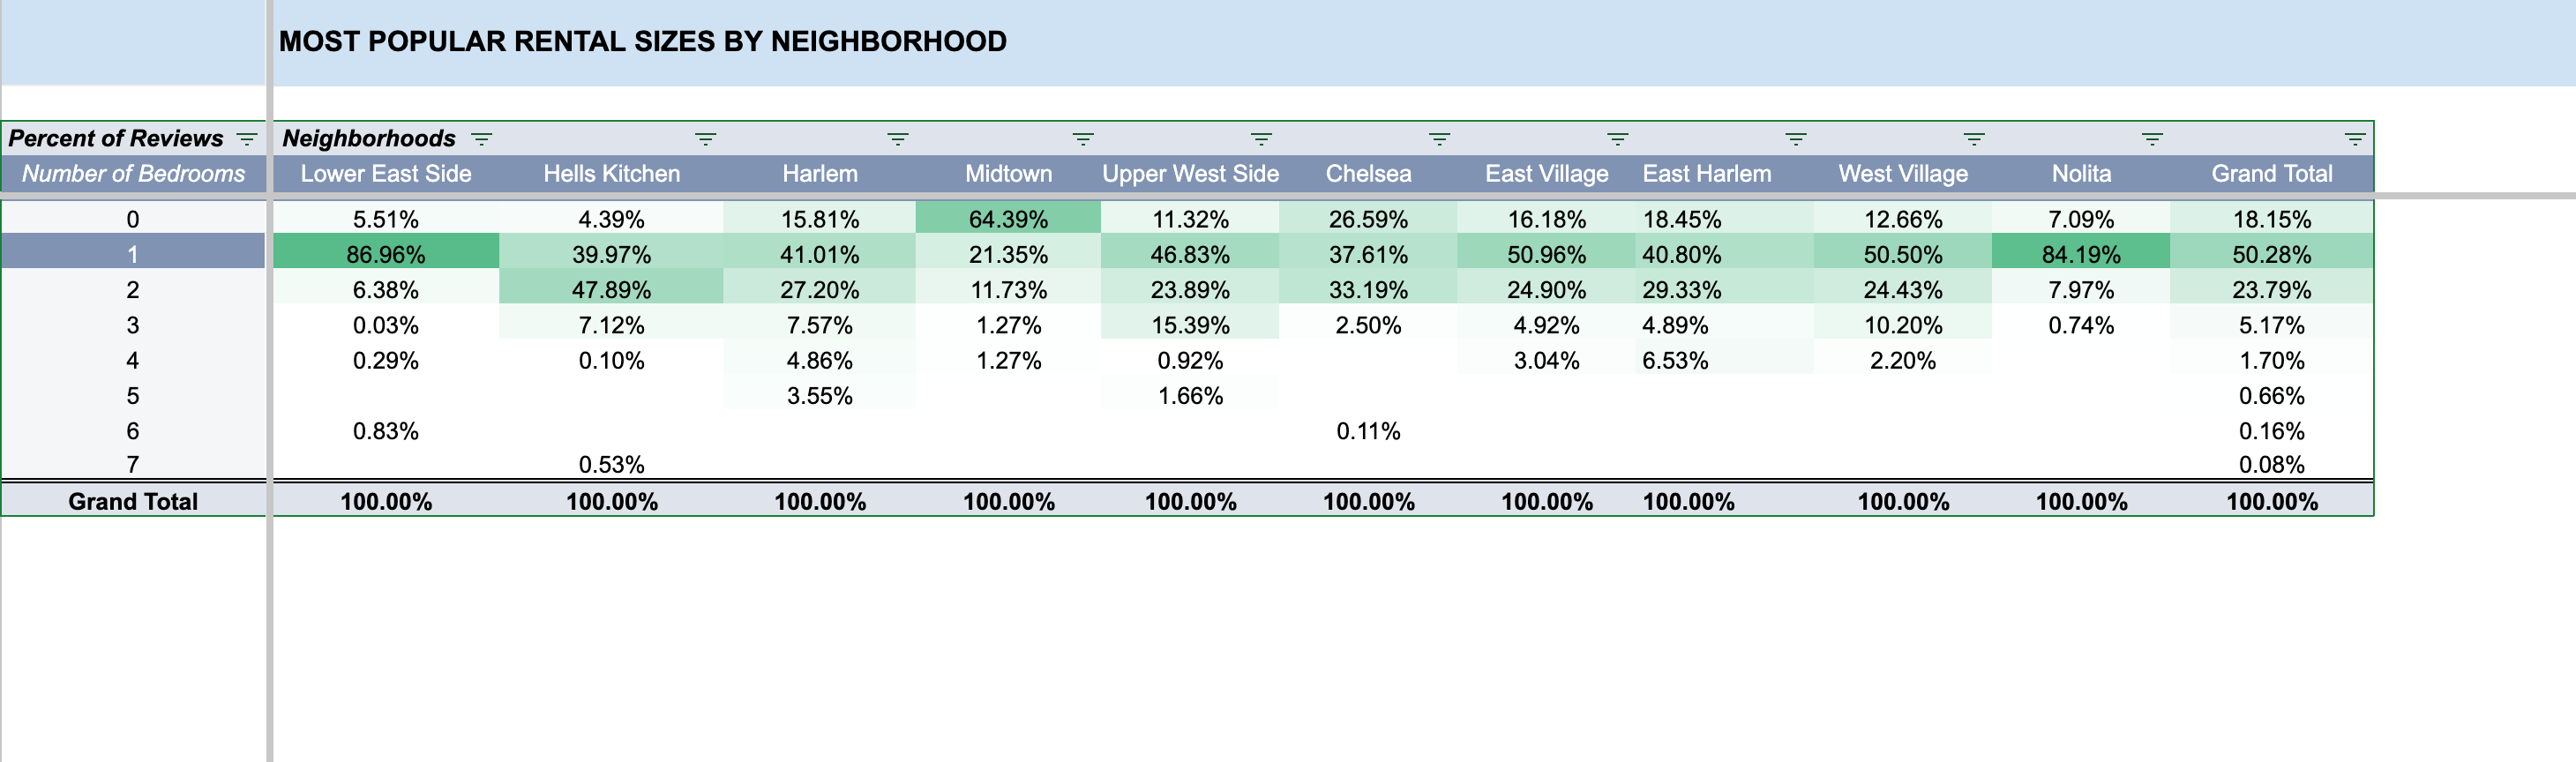 MOST POPULAR RENTAL SIZES BY NEIGHBORHOOD
Percent of Reviews Neighborhoods
Number of Bedrooms Lower East Side Hells Kitchen Harlem Midtown Upper West Side Chelsea East Village East Harlem West Village Nolita Grand Total
0 5.51% 4.39% 15.81% 64.39% 11.32% 26.59% 16.18% 18.45% 12.66% 7.09% 18.15%
1 86.96% 39.97% 41.01% 21.35% 46.83% 37.61% 50.96% 40.80% 50.50% 84.19% 50.28%
2 6.38% 47.89% 27.20% 11.73% 23.89% 33.19% 24.90% 29.33% 24.43% 7.97% 23.79%
3 0.03% 7.12% 7.57% 1.27% 15.39% 2.50% 4.92% 4.89% 10.20% 0.74% 5.17%
4 0.29% 0.10% 4.86% 1.27% 0.92% 3.04% 6.53% 2.20% 1.70%
5 3.55% 1.66% 0.66%
6 0.83% 0.11% 0.16%
7 0.53% 0.08%
Grand Total 100.00% 100.00% 100.00% 100.00% 100.00% 100.00% 100.00% 100.00% 100.00% 100.00% 100.00%